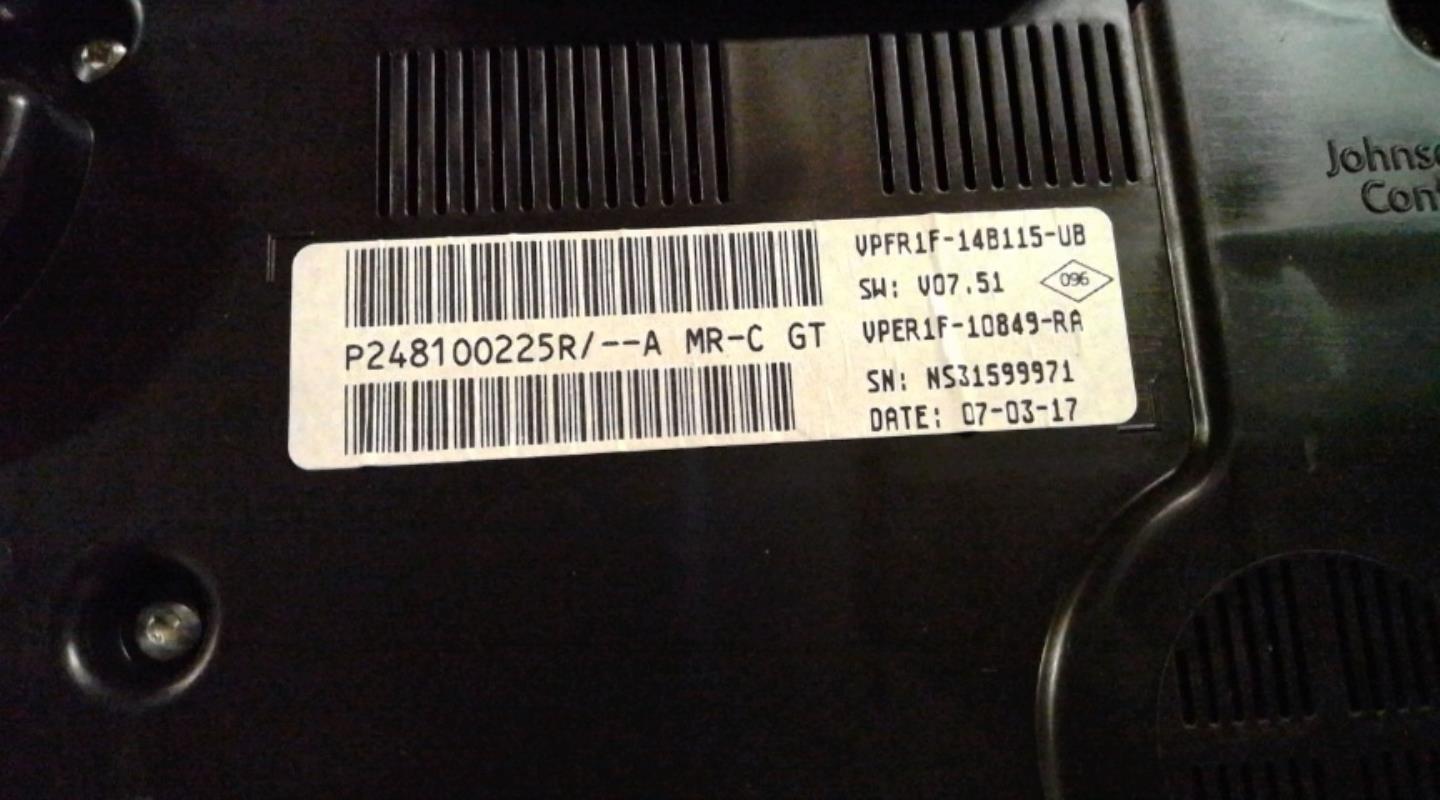 Johnso
Con
VPFR1F-14B115-UB
SW: V07.51
096
P248100225R/--A MR-C GT
VPER1F-10849-RA
SN: NS31599971
DATE: 07-03-17